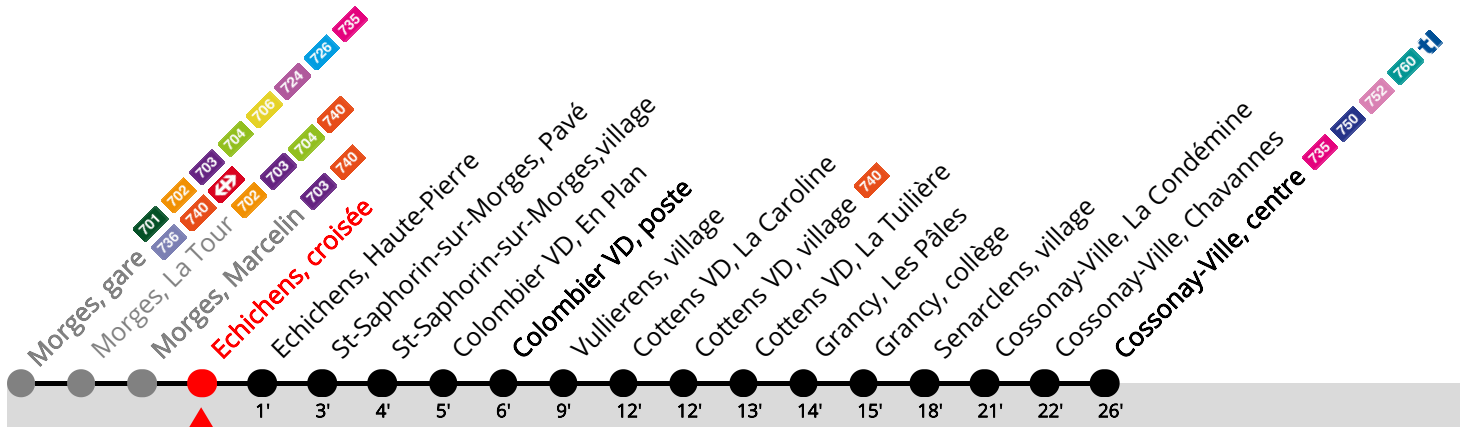 Morges, gare 701 702 703 704 706 724 726 735
736 740
Morges, La Tour 702 703 704 740
Morges, Marcelin 703 740
Echichens, croisée
Echichens, Haute-Pierre
St-Saphorin-sur-Morges, Pavé
St-Saphorin-sur-Morges,village
Colombier VD, En Plan
Colombier VD, poste
Vullierens, village
Cottens VD, La Caroline
Cottens VD, village 740
Cottens VD, La Tuilière
Grancy, Les Pâles
Grancy, collège
Senarclens, village
Cossonay-Ville, La Condémine
Cossonay-Ville, Chavannes
Cossonay-Ville, centre 735 750 752 760 tl
1' 3' 4' 5' 6' 9' 12' 12' 13' 14' 15' 18' 21' 22' 26'